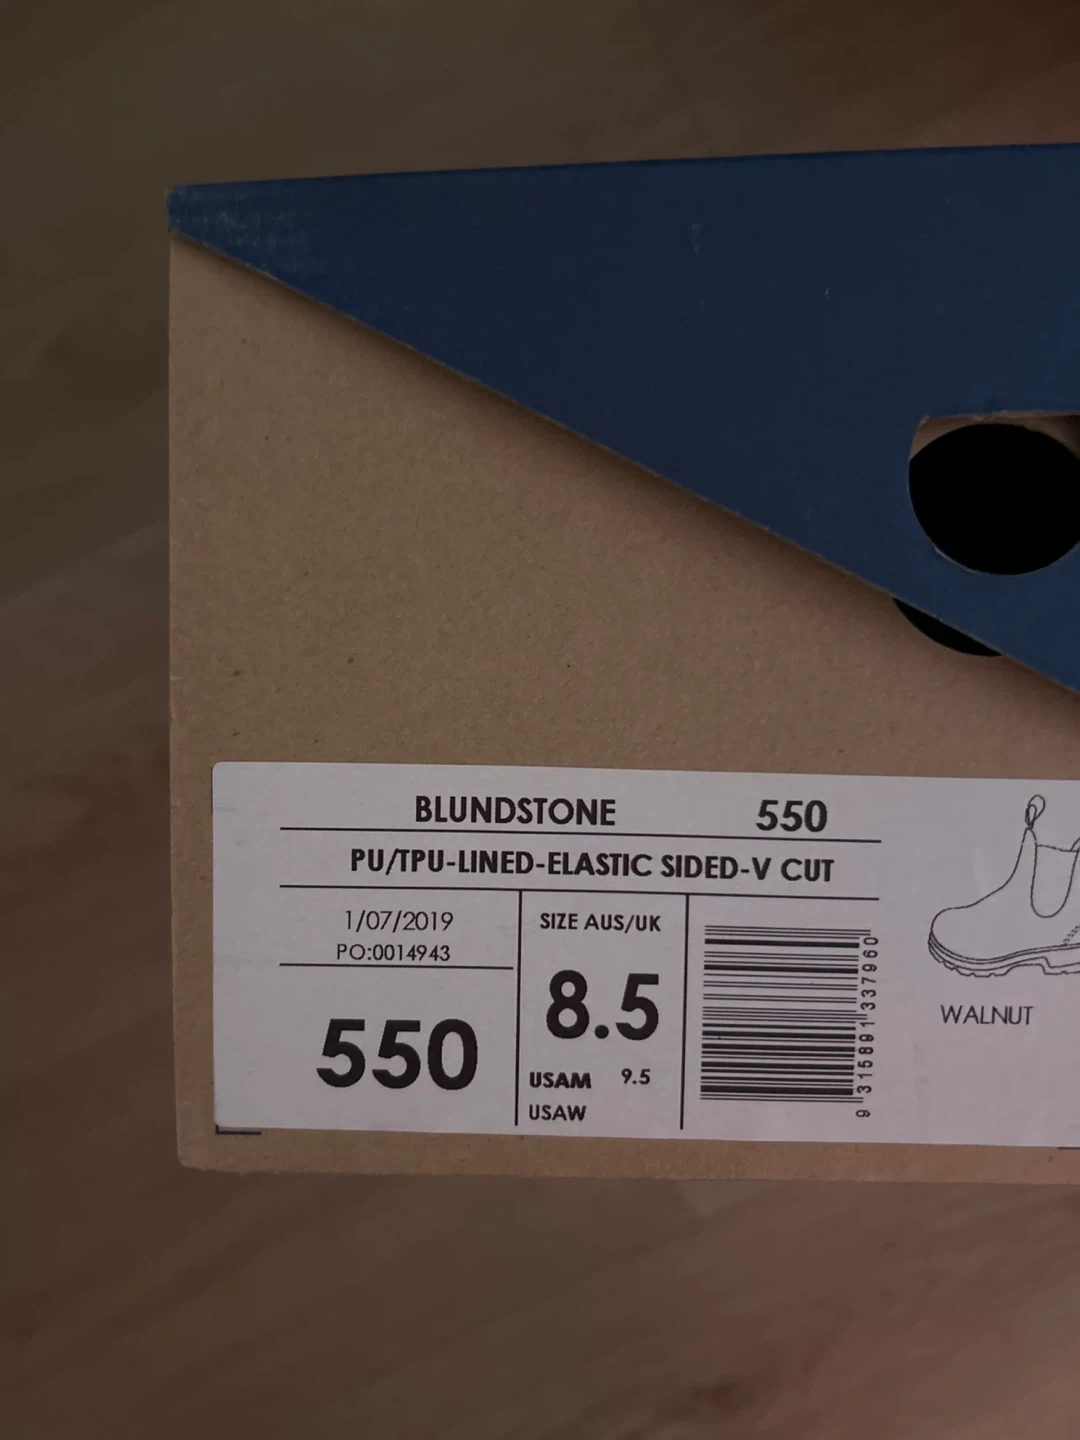 BLUNDSTONE 550
PU/TPU-LINED-ELASTIC SIDED-V CUT
1/07/2019
PO:0014943
550
SIZE AUS/UK
8.5
USAM 9.5
USAW
9 315891 337960
WALNUT